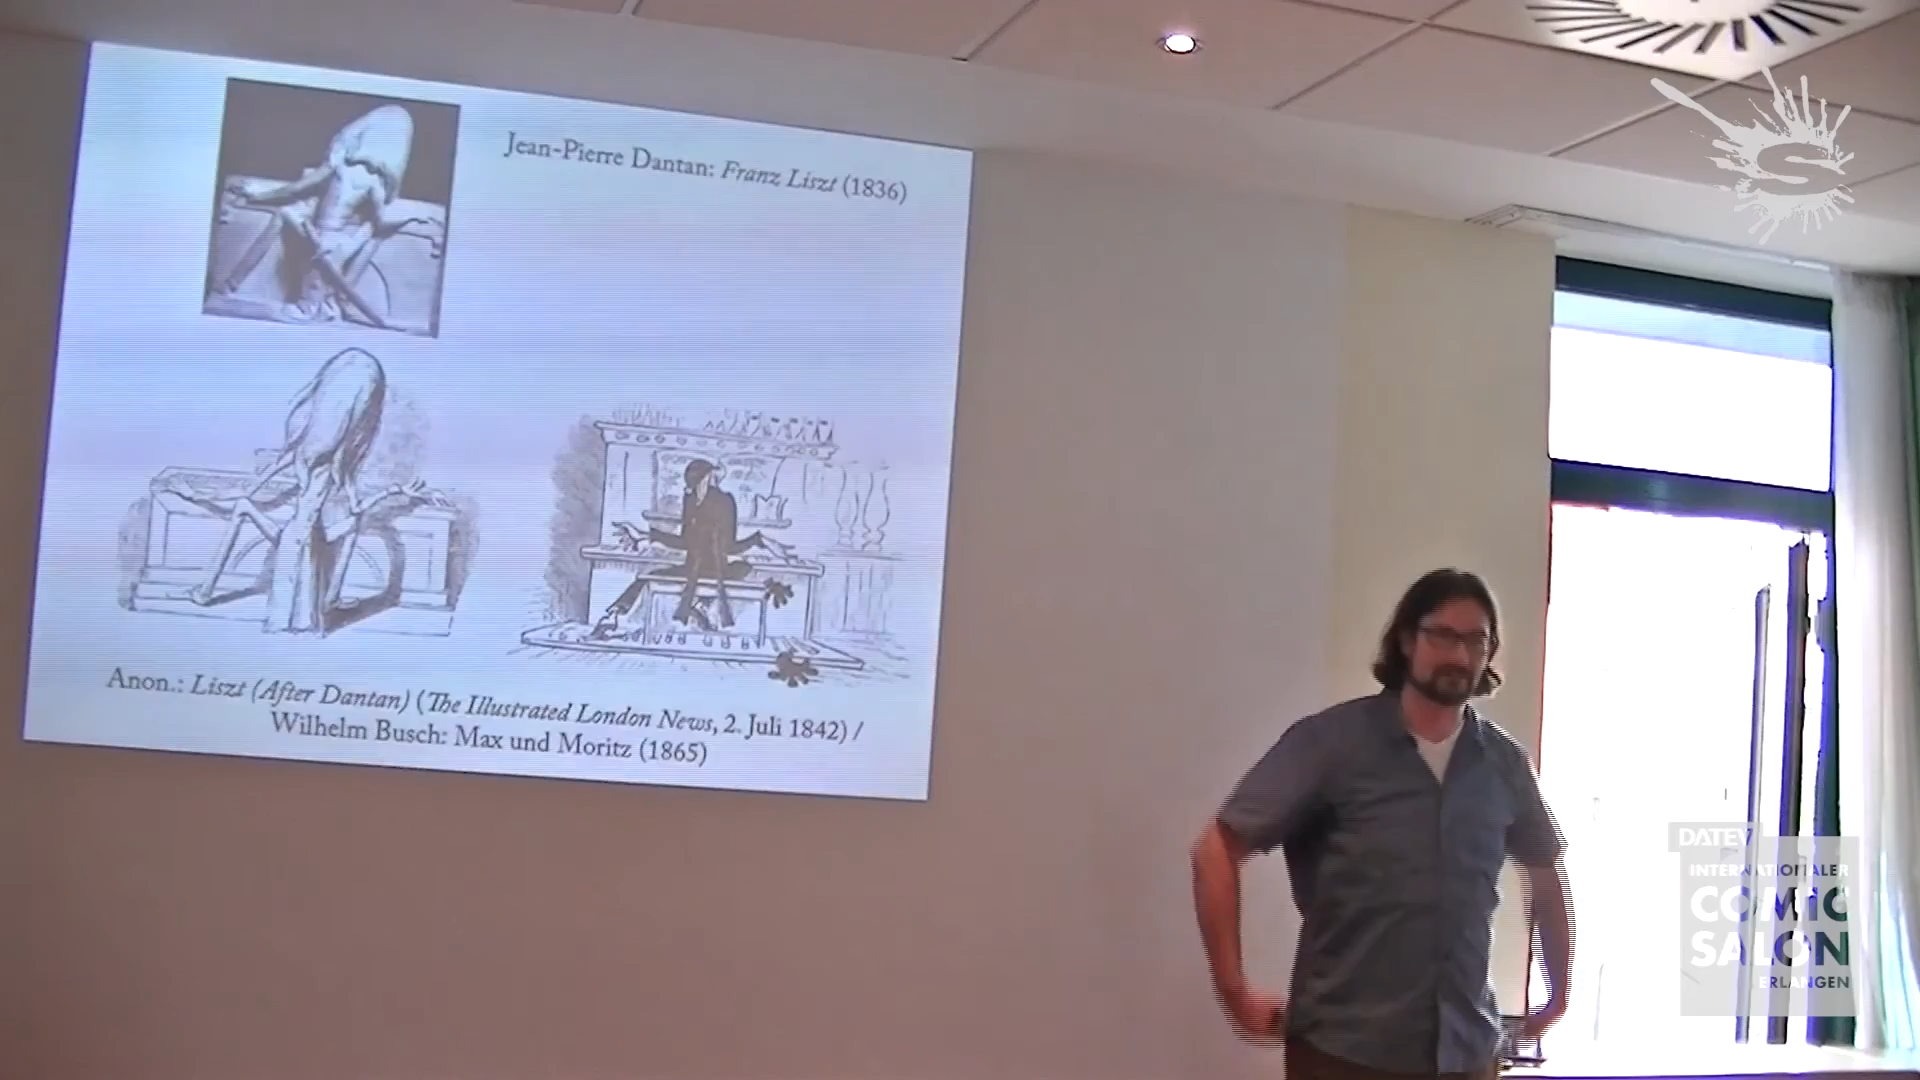 Jean-Pierre Dantan: Franz Liszt (1836)
Anon.: Liszt (After Dantan) (The Illustrated London News, 2. Juli 1842) /
Wilhelm Busch: Max und Moritz (1865)
DATEV
INTERNATIONALER
COMIC
SALON
ERLANGEN